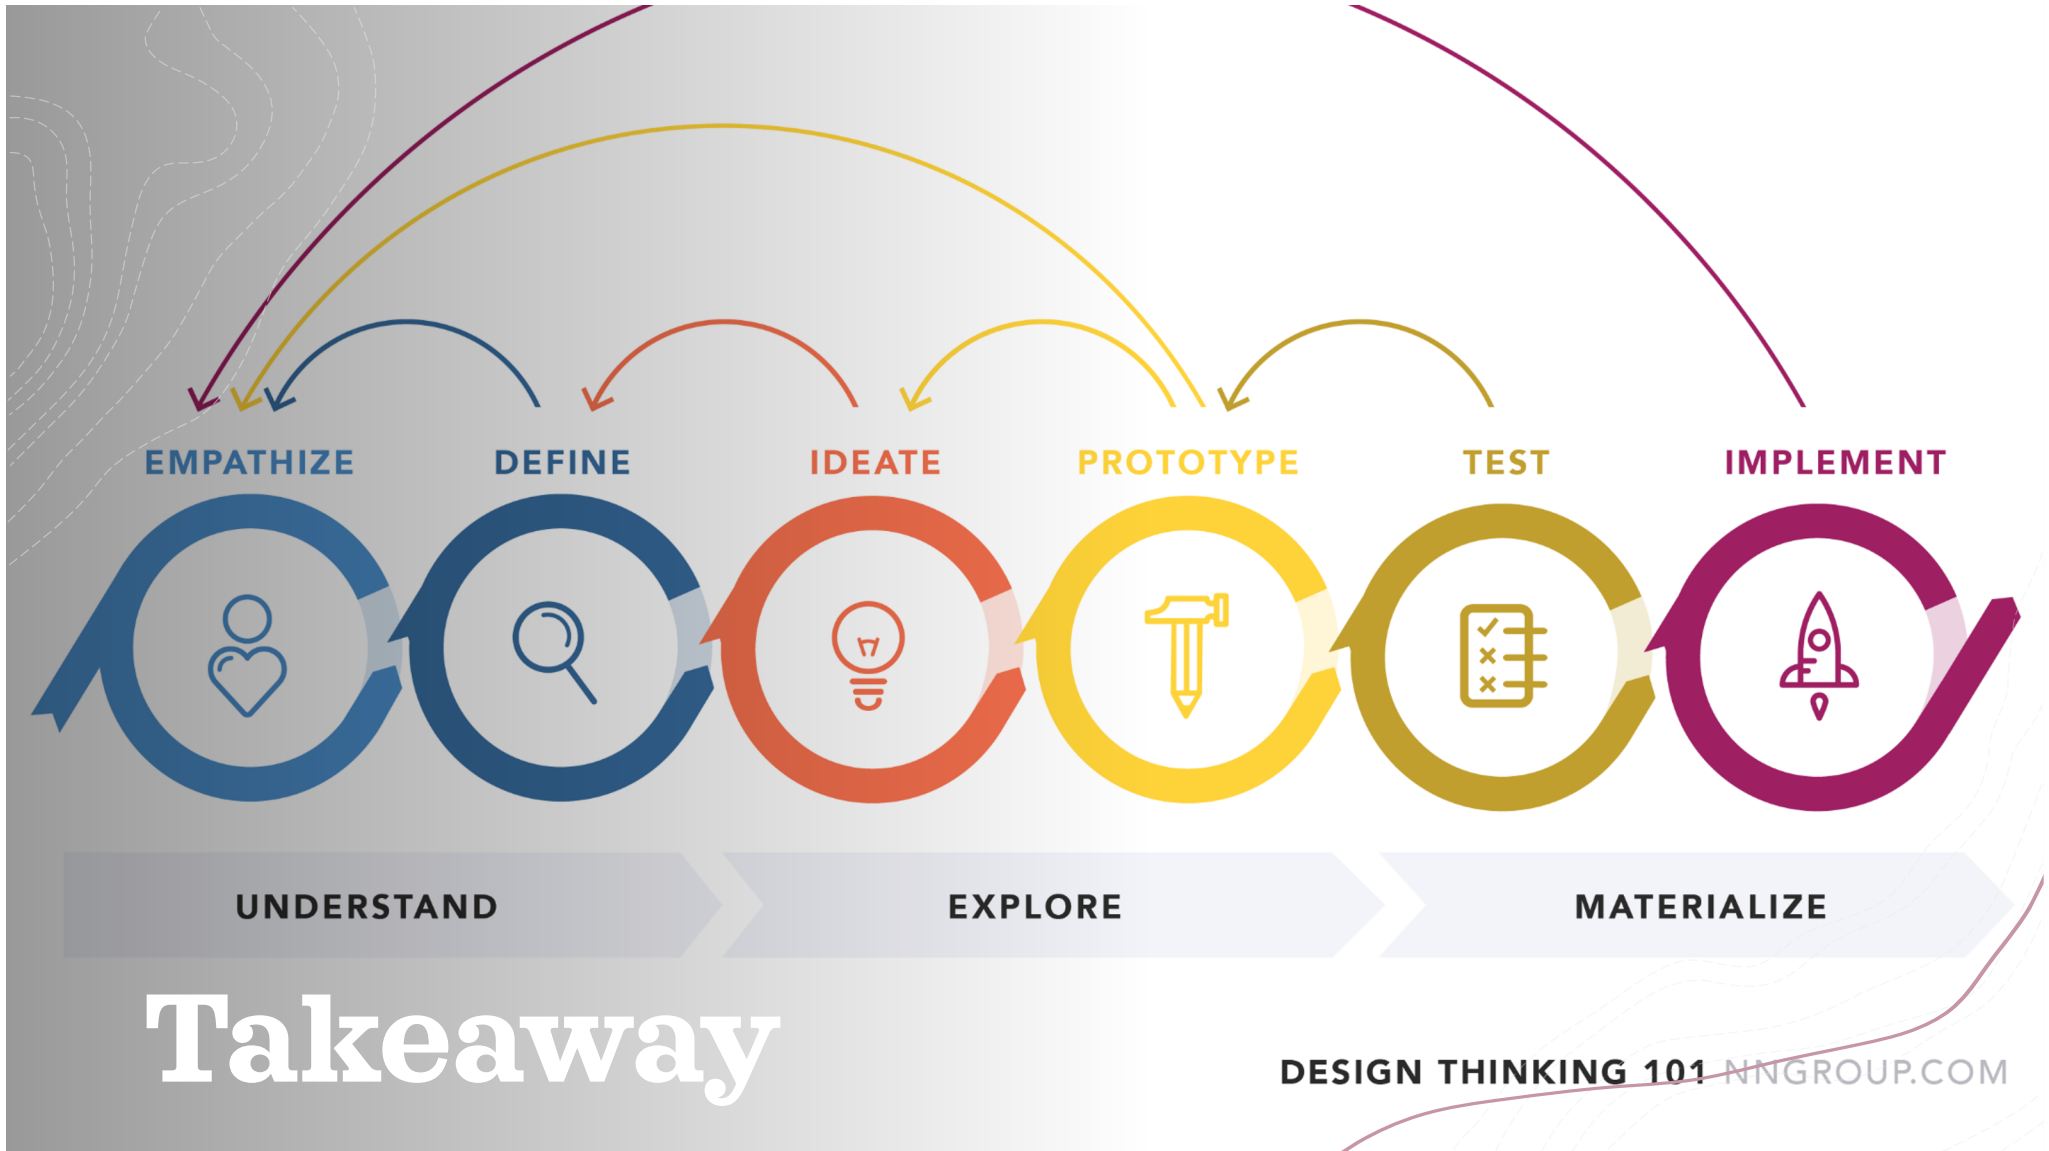 EMPATHIZE
DEFINE
IDEATE
PROTOTYPE
TEST
IMPLEMENT
UNDERSTAND
EXPLORE
MATERIALIZE
Takeaway
DESIGN THINKING 101 NNGROUP.COM